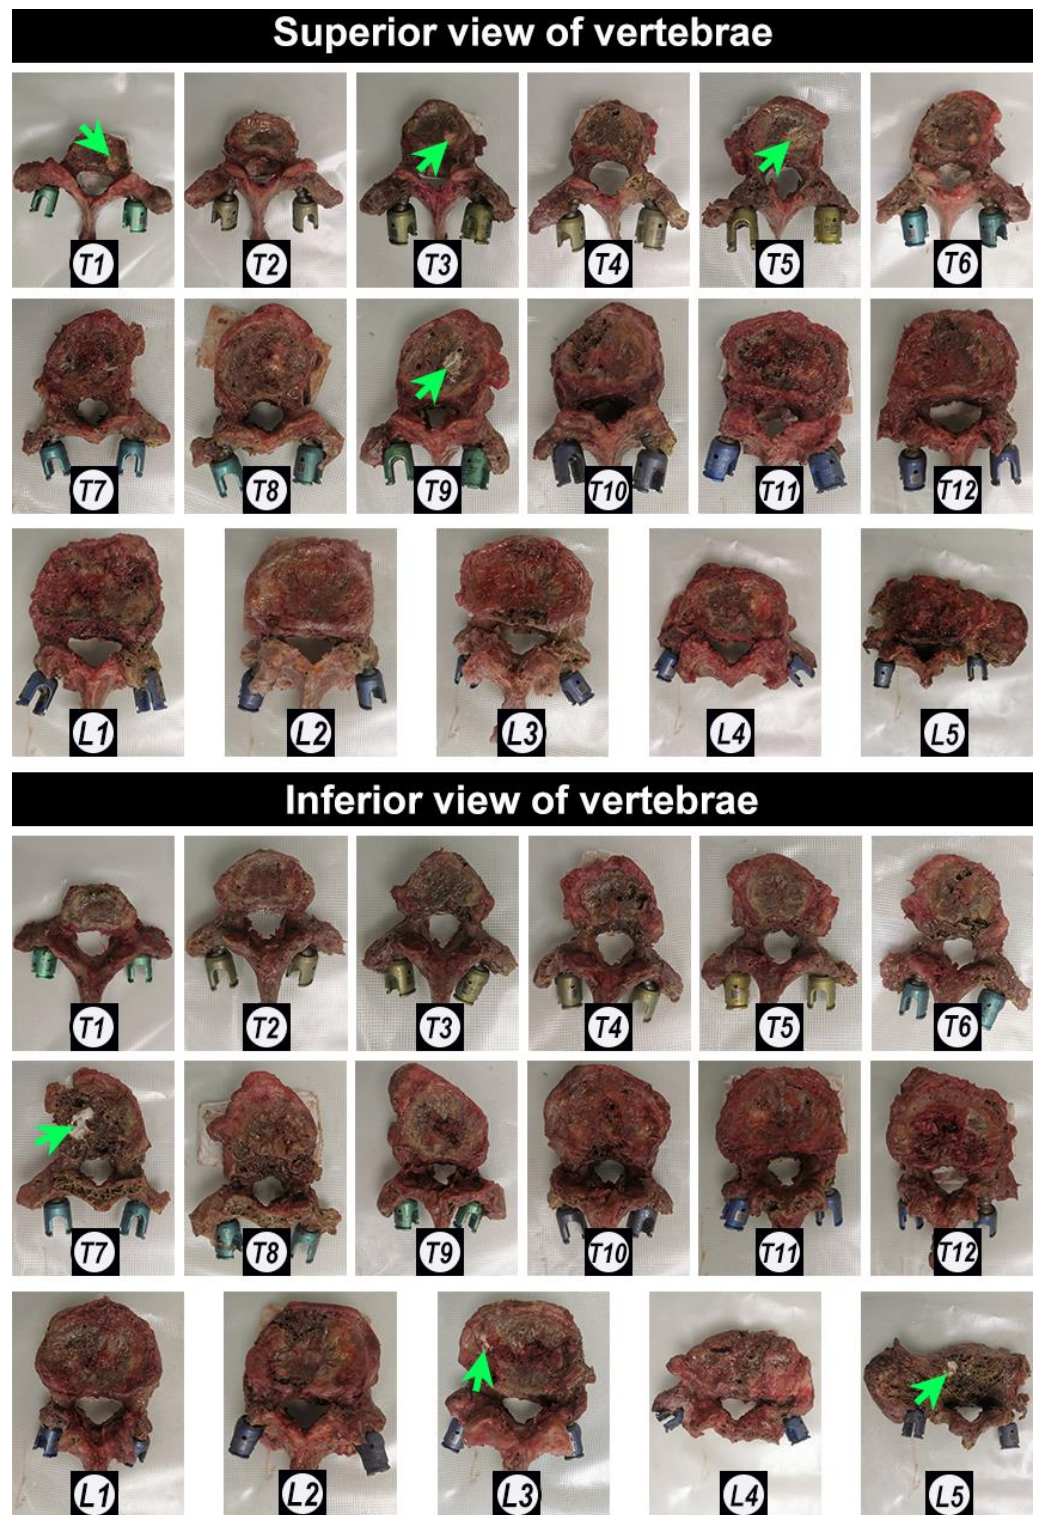 Superior view of vertebrae
T1 T2 T3 T4 T5 T6
T7 T8 T9 T10 T11 T12
L1 L2 L3 L4 L5
Inferior view of vertebrae
T1 T2 T3 T4 T5 T6
T7 T8 T9 T10 T11 T12
L1 L2 L3 L4 L5